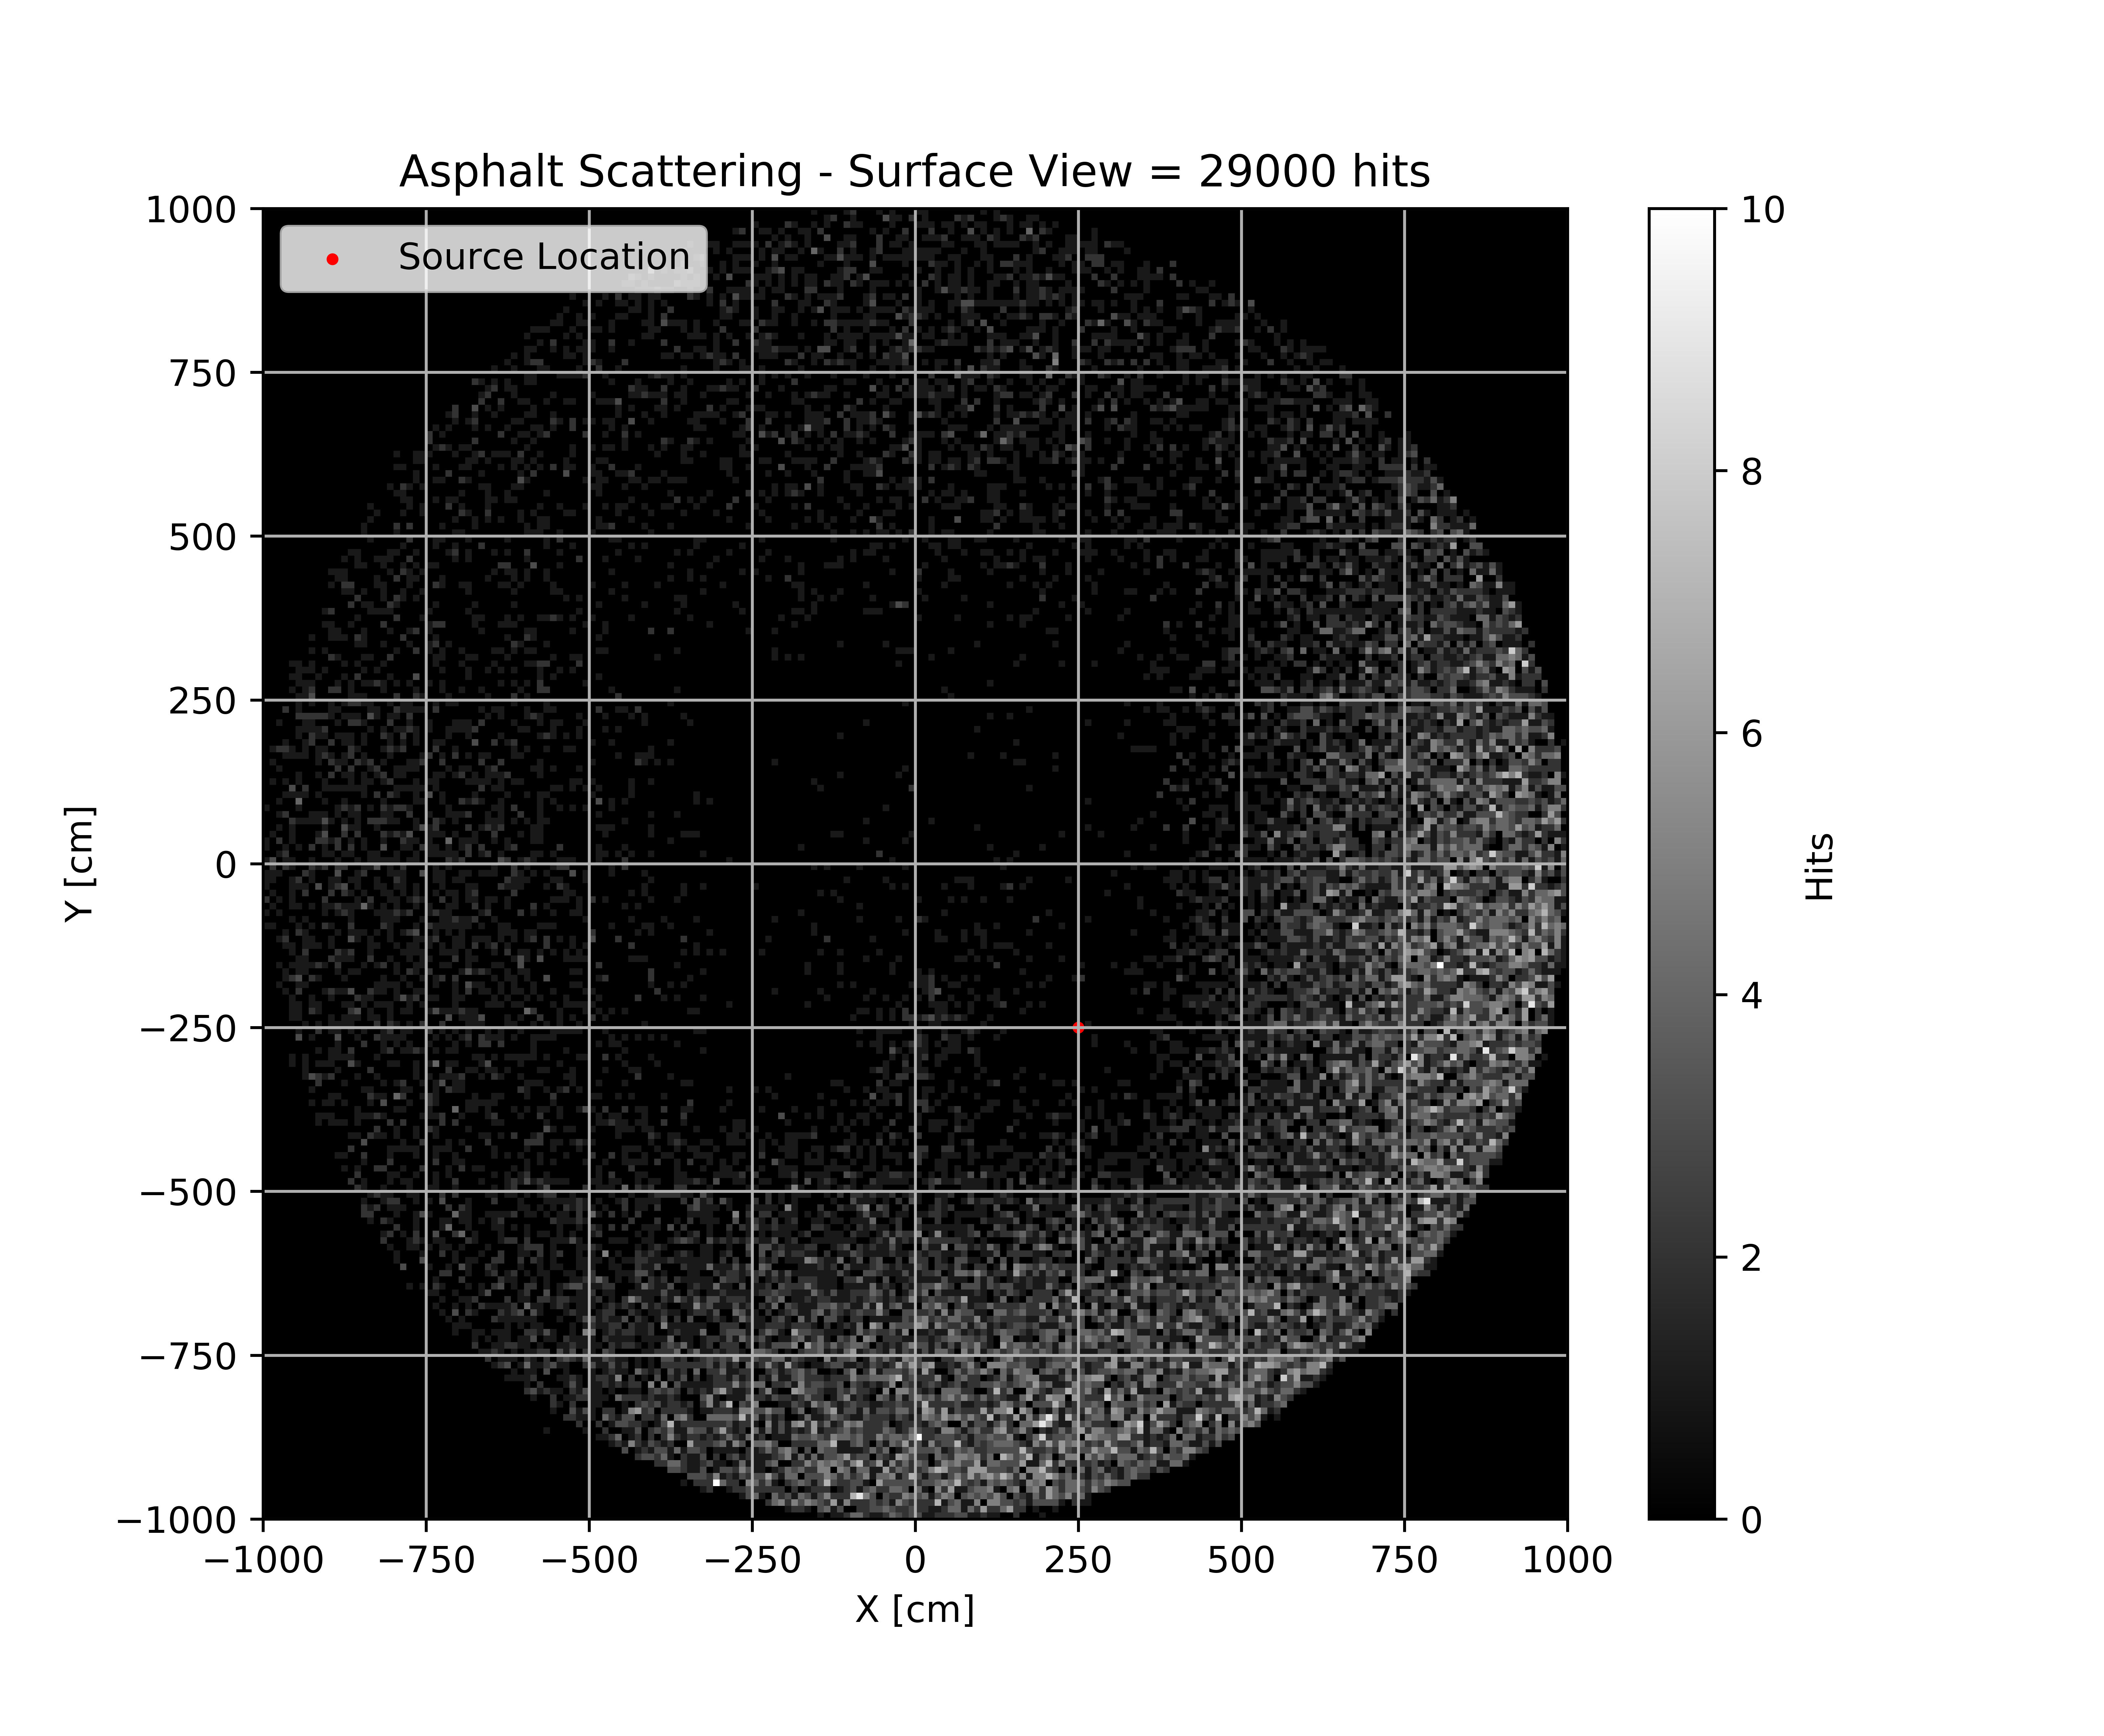 Asphalt Scattering - Surface View = 29000 hits
Source Location
1000
750
500
250
0
−250
−500
−750
−1000
Y [cm]
−1000 −750 −500 −250 0 250 500 750 1000
X [cm]
10
8
6
4
2
0
Hits